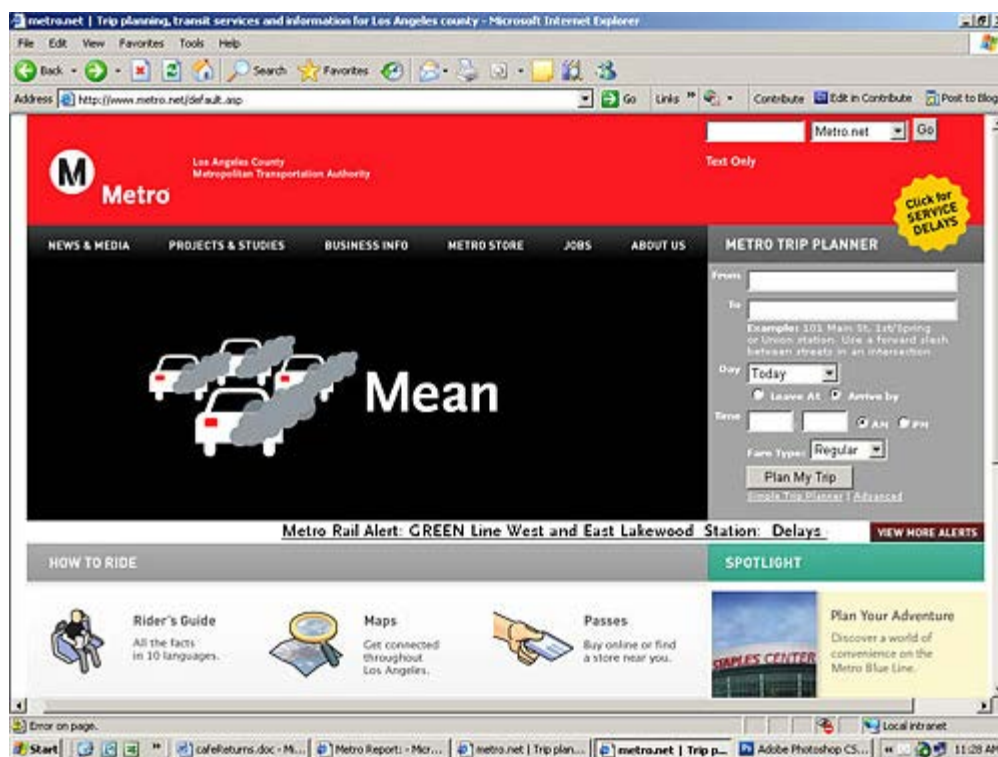 metro.net | Trip planning, transit services and information for Los Angeles county - Microsoft Internet Explorer
File Edit View Favorites Tools Help
Back Search Favorites
Address http://www.metro.net/default.asp Go Links » Contribute Edit in Contribute Post to Blog
Metro.net Go
M Metro
Los Angeles County
Metropolitan Transportation Authority
Text Only
Click for
SERVICE
DELAYS
NEWS & MEDIA PROJECTS & STUDIES BUSINESS INFO METRO STORE JOBS ABOUT US
METRO TRIP PLANNER
From
To
Example: 101 Main St, 1st/Spring
or Union station. Use a forward slash
between streets in an intersection.
Day Today
Leave At Arrive by
Time AM PM
Fare Type: Regular
Plan My Trip
Simple Trip Planner | Advanced
Mean
Metro Rail Alert: GREEN Line West and East Lakewood Station: Delays
VIEW MORE ALERTS
HOW TO RIDE
SPOTLIGHT
Rider's Guide
All the facts
in 10 languages.
Maps
Get connected
throughout
Los Angeles.
Passes
Buy online or find
a store near you.
STAPLES CENTER
Plan Your Adventure
Discover a world of
convenience on the
Metro Blue Line.
Error on page. Local intranet
Start » cafeReturns.doc - M... Metro Report: - Micr... metro.net | Trip plan... metro.net | Trip p... Adobe Photoshop CS... « 11:28 AM